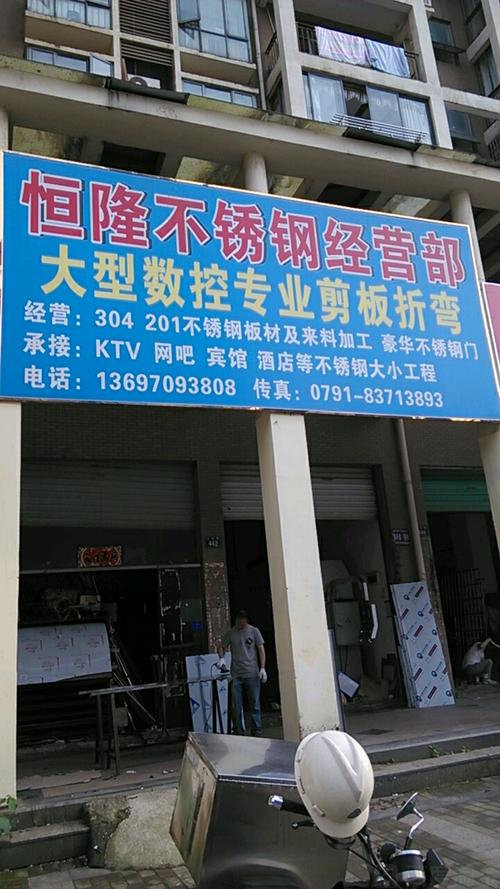 恒隆不锈钢经营部
大型数控专业剪板折弯
经营：304 201不锈钢板材及来料加工 豪华不锈钢门
承接：KTV 网吧 宾馆 酒店等不锈钢大小工程
电话：13697093808 传真：0791-83713893
442